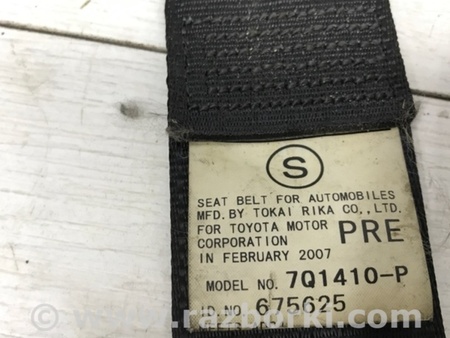 S
SEAT BELT FOR AUTOMOBILES
MFD. BY TOKAI RIKA CO., LTD.
FOR TOYOTA MOTOR
CORPORATION PRE
IN FEBRUARY 2007
MODEL NO. 7Q1410-P
ID.NO. 675625
© www.razborki.com